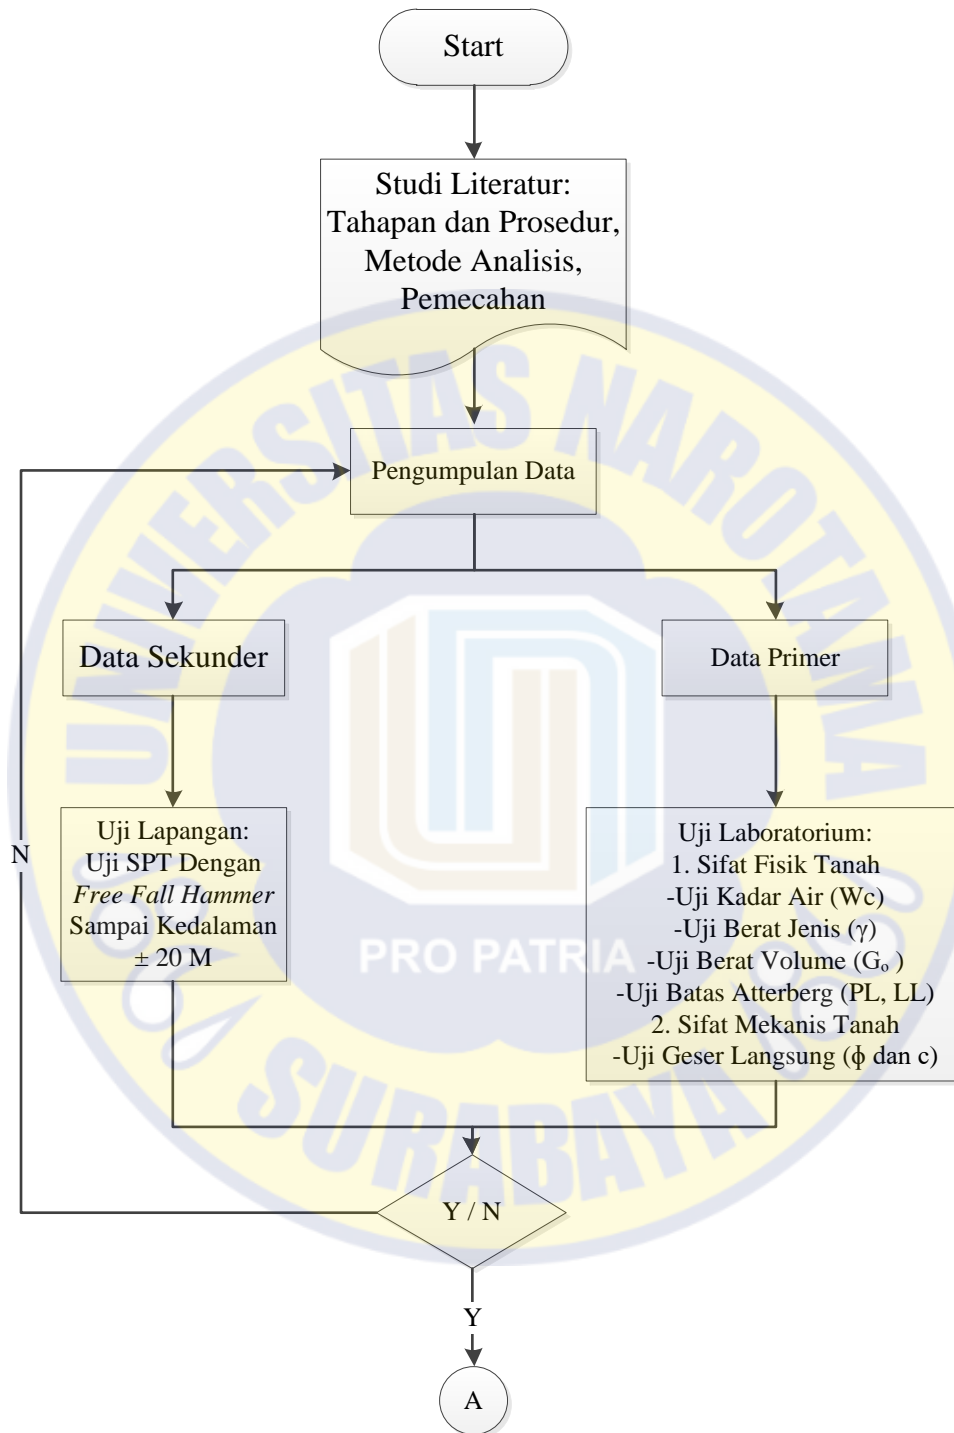 Start
Studi Literatur:
Tahapan dan Prosedur,
Metode Analisis,
Pemecahan
Pengumpulan Data
Data Sekunder
Data Primer
Uji Lapangan:
Uji SPT Dengan
Free Fall Hammer
Sampai Kedalaman
± 20 M
Uji Laboratorium:
1. Sifat Fisik Tanah
-Uji Kadar Air (Wc)
-Uji Berat Jenis (γ)
-Uji Berat Volume (Gₒ )
-Uji Batas Atterberg (PL, LL)
2. Sifat Mekanis Tanah
-Uji Geser Langsung (ϕ dan c)
N
Y / N
Y
A
UNIVERSITAS NAROTAMA
PRO PATRIA
SURABAYA